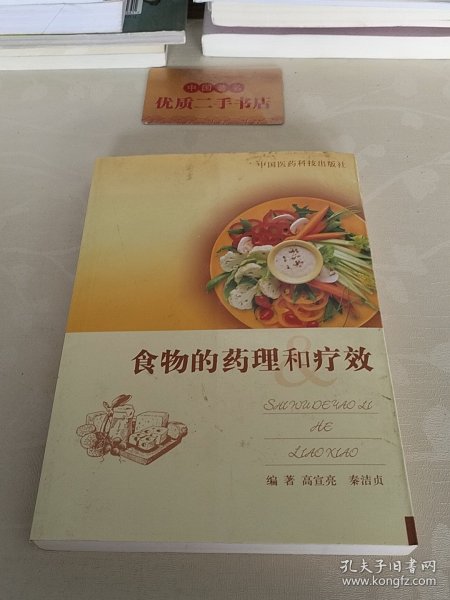 中国书店
优质二手书店
中国医药科技出版社
食物的药理和疗效
&
SHI WU DE YAO LI
HE
LIAO XIAO
编著 高宣亮 秦洁贞
孔夫子旧书网
www.kongfz.com